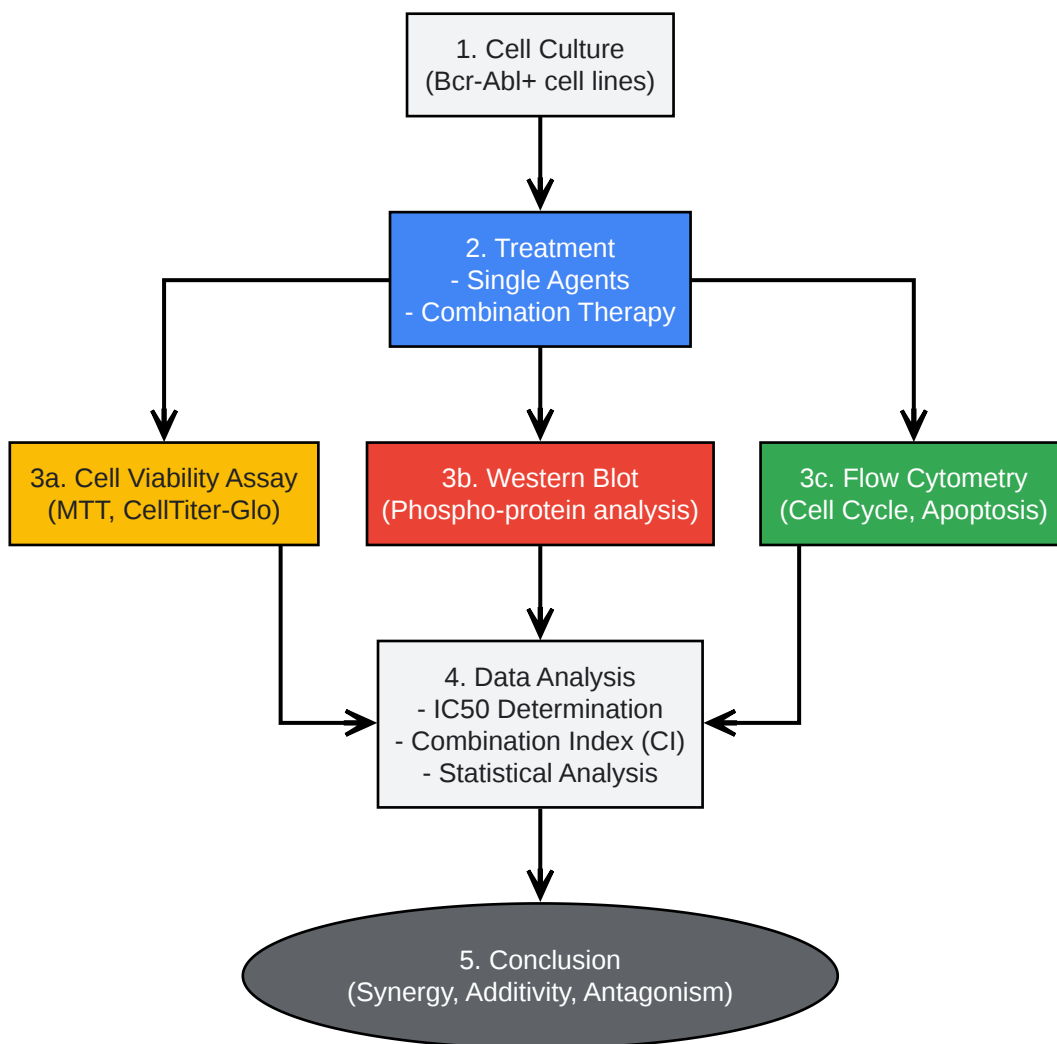 1. Cell Culture
(Bcr-Abl+ cell lines)
2. Treatment
- Single Agents
- Combination Therapy
3a. Cell Viability Assay
(MTT, CellTiter-Glo)
3b. Western Blot
(Phospho-protein analysis)
3c. Flow Cytometry
(Cell Cycle, Apoptosis)
4. Data Analysis
- IC50 Determination
- Combination Index (CI)
- Statistical Analysis
5. Conclusion
(Synergy, Additivity, Antagonism)